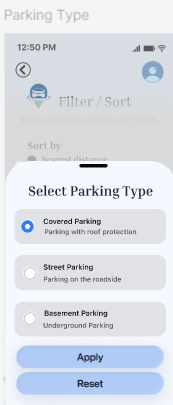 Parking Type
12:50 PM
Filter / Sort
Sort by
Nearest distance
Select Parking Type
Covered Parking
Parking with roof protection
Street Parking
Parking on the roadside
Basement Parking
Underground Parking
Apply
Reset